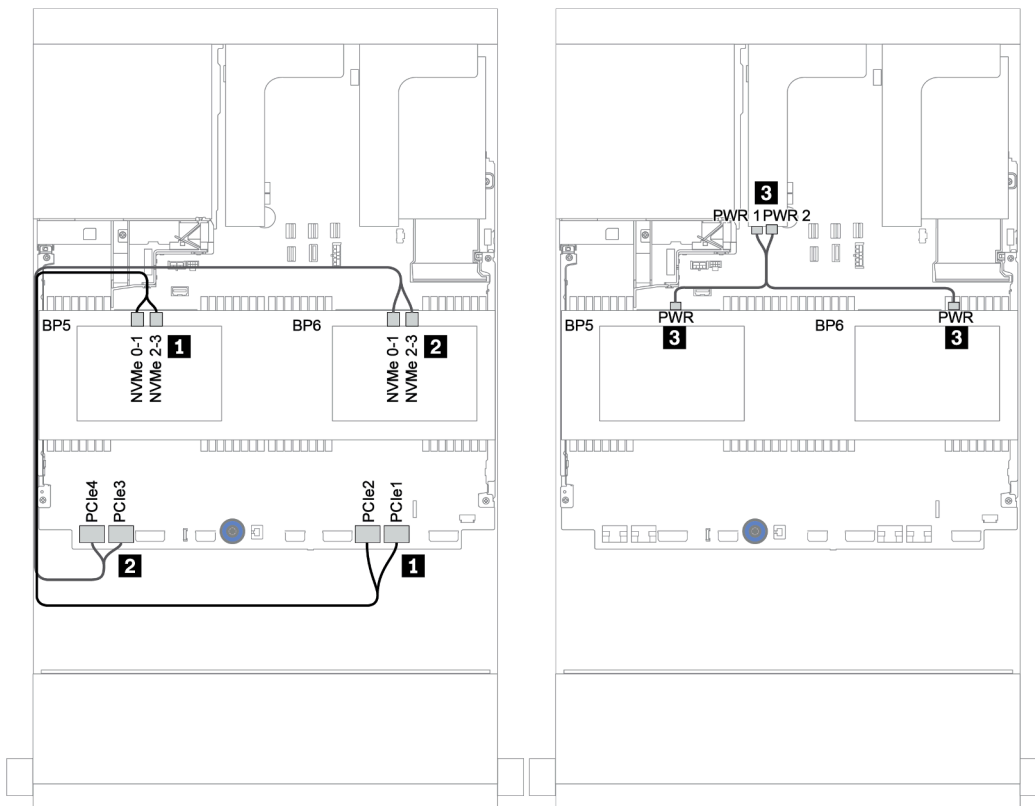 3
PWR 1 PWR 2
BP5
NVMe 0-1
NVMe 2-3
1
BP6
NVMe 0-1
NVMe 2-3
2
BP5
PWR
3
BP6
PWR
3
PCIe4
PCIe3
2
PCIe2
PCIe1
1